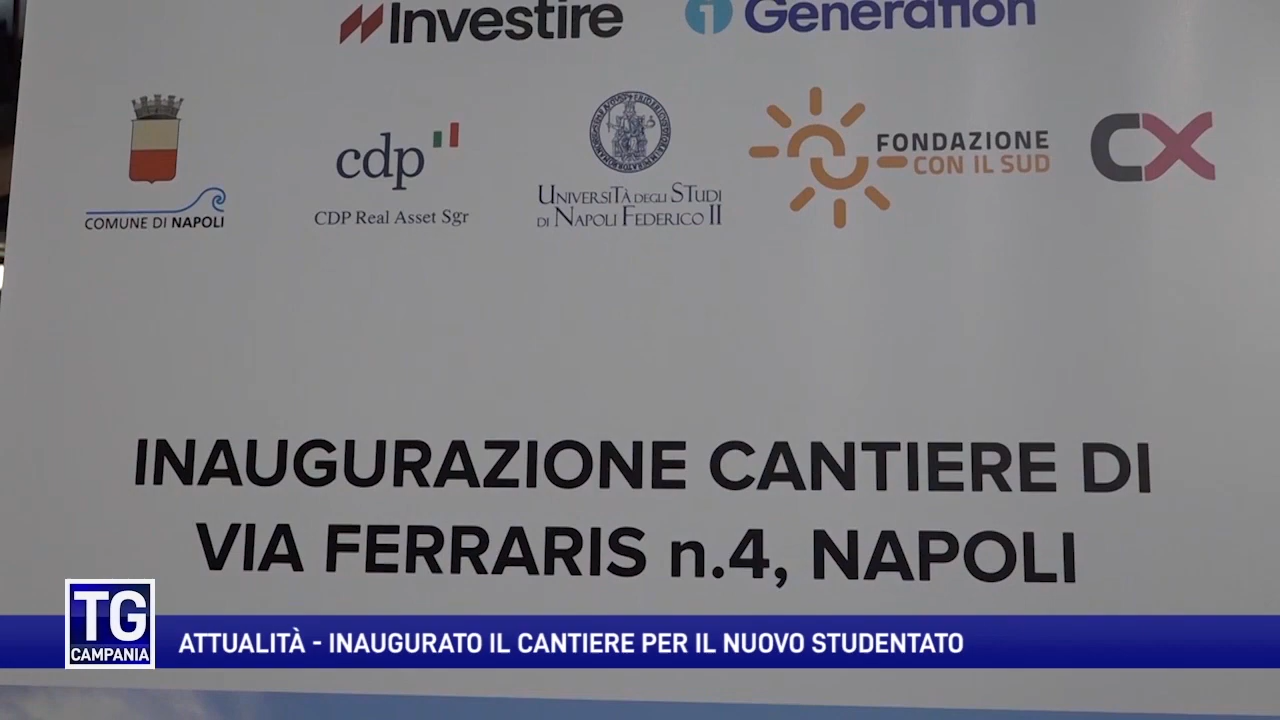 Investire
1 Generation
COMUNE DI NAPOLI
cdp
CDP Real Asset Sgr
UNIVERSITÀ DEGLI STUDI
DI NAPOLI FEDERICO II
FONDAZIONE
CON IL SUD
CX
INAUGURAZIONE CANTIERE DI
VIA FERRARIS n.4, NAPOLI
TG
CAMPANIA
ATTUALITÀ - INAUGURATO IL CANTIERE PER IL NUOVO STUDENTATO